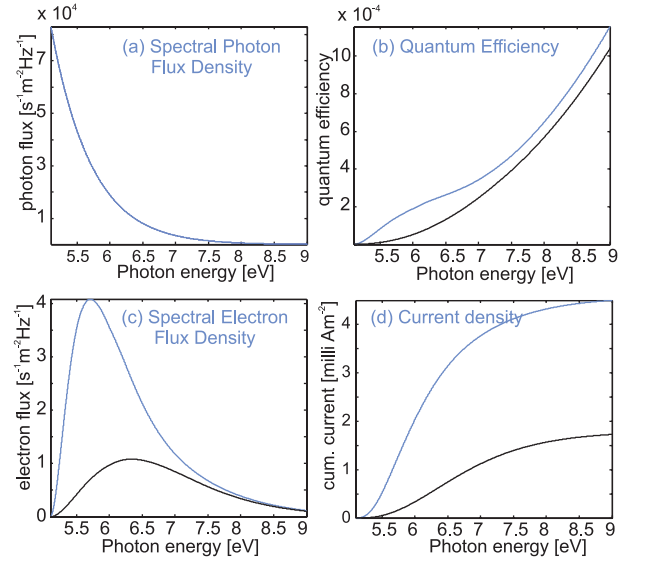 x 10⁴
(a) Spectral Photon
Flux Density
photon flux [s⁻¹m⁻²Hz⁻¹]
7
5
3
1
5.5 6 6.5 7 7.5 8 8.5 9
Photon energy [eV]
x 10⁻⁴
(b) Quantum Efficiency
quantum efficiency
10
8
6
4
2
5.5 6 6.5 7 7.5 8 8.5 9
Photon energy [eV]
(c) Spectral Electron
Flux Density
electron flux [s⁻¹m⁻²Hz⁻¹]
4
3
2
1
0
5.5 6 6.5 7 7.5 8 8.5 9
Photon energy [eV]
(d) Current density
cum. current [milli Am⁻²]
4
3
2
1
0
5.5 6 6.5 7 7.5 8 8.5 9
Photon energy [eV]